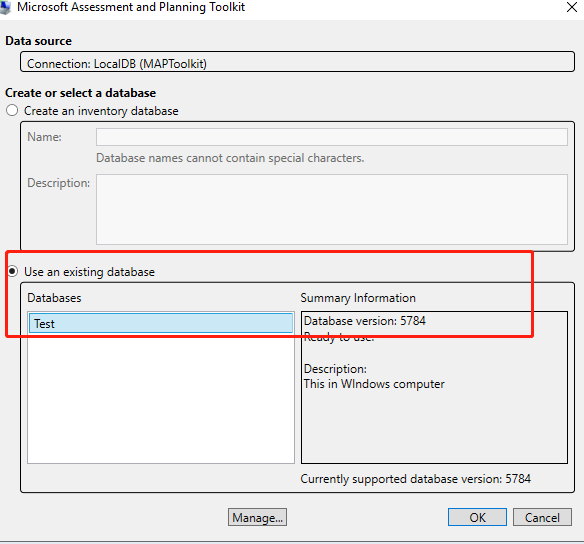 Microsoft Assessment and Planning Toolkit
Data source
Connection: LocalDB (MAPToolkit)
Create or select a database
Create an inventory database
Name:
Database names cannot contain special characters.
Description:
Use an existing database
Databases
Summary Information
Test
Database version: 5784
Ready to use.
Description:
This in WIndows computer
Currently supported database version: 5784
Manage...
OK
Cancel